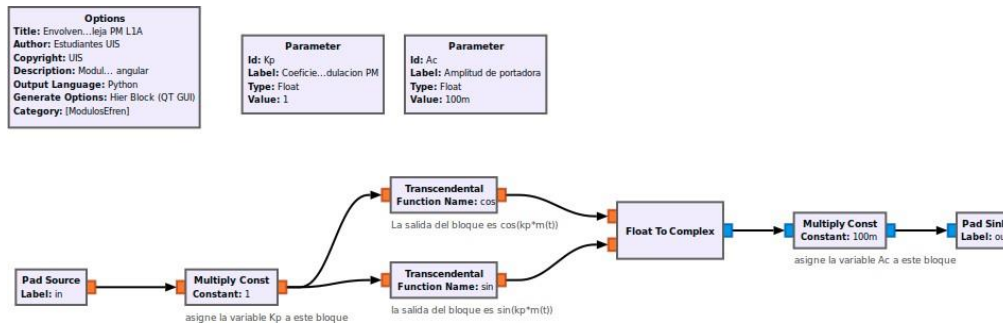 Options
Title: Envolven...leja PM L1A
Author: Estudiantes UIS
Copyright: UIS
Description: Modul... angular
Output Language: Python
Generate Options: Hier Block (QT GUI)
Category: [ModulosEfren]
Parameter
Id: Kp
Label: Coeficie...dulacion PM
Type: Float
Value: 1
Parameter
Id: Ac
Label: Amplitud de portadora
Type: Float
Value: 100m
Transcendental
Function Name: cos
La salida del bloque es cos(kp*m(t))
Float To Complex
Multiply Const
Constant: 100m
asigne la variable Ac a este bloque
Pad Sink
Label: ou
Pad Source
Label: in
Multiply Const
Constant: 1
asigne la variable Kp a este bloque
Transcendental
Function Name: sin
la salida del bloque es sin(kp*m(t))